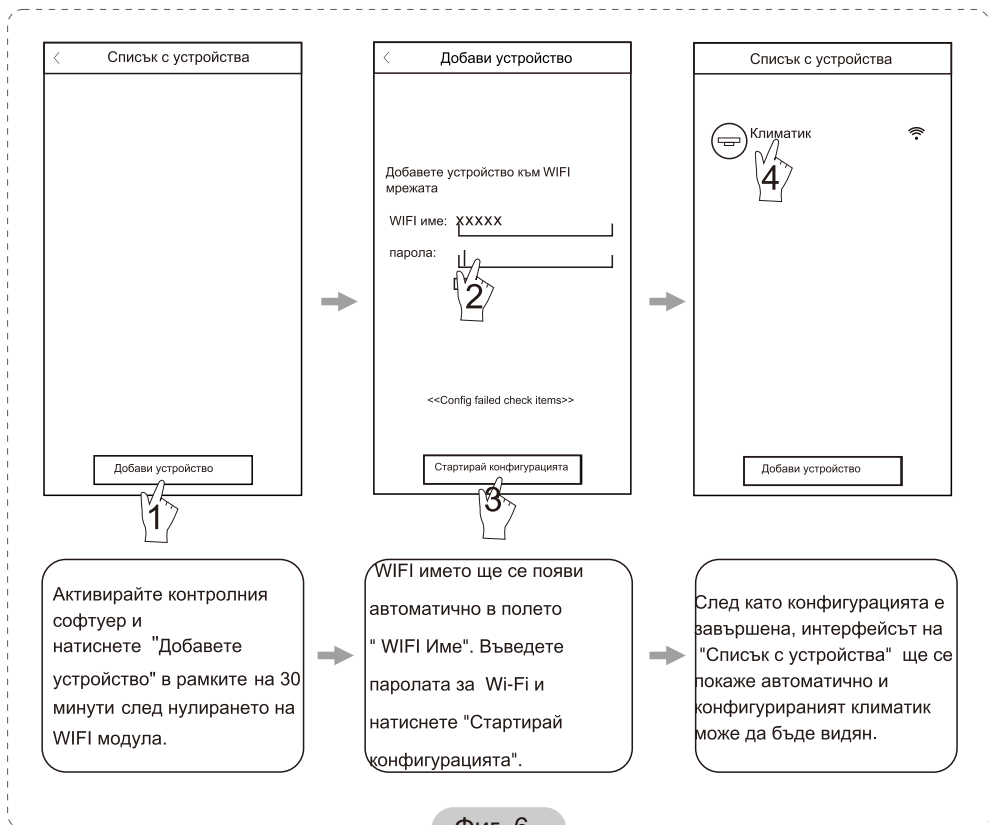 Списък с устройства
Добави устройство
1
Добави устройство
Добавете устройство към WIFI
мрежата
WIFI име: XXXXX
парола:
2
<<Config failed check items>>
Стартирай конфигурацията
3
Списък с устройства
Климатик
4
Добави устройство
Активирайте контролния
софтуер и
натиснете "Добавете
устройство" в рамките на 30
минути след нулирането на
WIFI модула.
WIFI името ще се появи
автоматично в полето
" WIFI Име". Въведете
паролата за Wi-Fi и
натиснете "Стартирай
конфигурацията".
След като конфигурацията е
завършена, интерфейсът на
"Списък с устройства" ще се
покаже автоматично и
конфигурираният климатик
може да бъде видян.
Фиг. 6